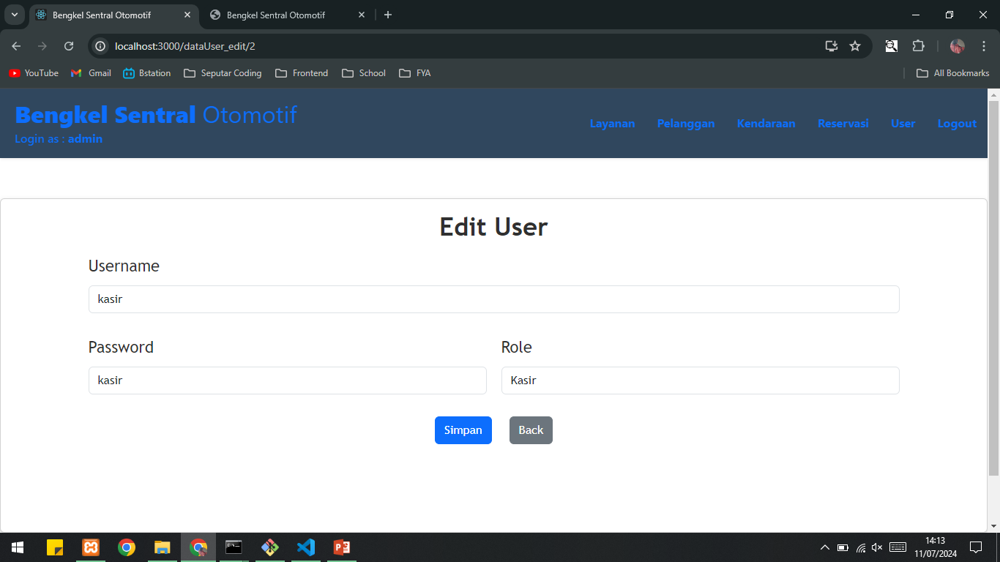 Bengkel Sentral Otomotif
Bengkel Sentral Otomotif
localhost:3000/dataUser_edit/2
YouTube Gmail Bstation Seputar Coding Frontend School FYA All Bookmarks
Bengkel Sentral Otomotif
Login as : admin
Layanan Pelanggan Kendaraan Reservasi User Logout
Edit User
Username
kasir
Password Role
kasir Kasir
Simpan Back
14:13
11/07/2024